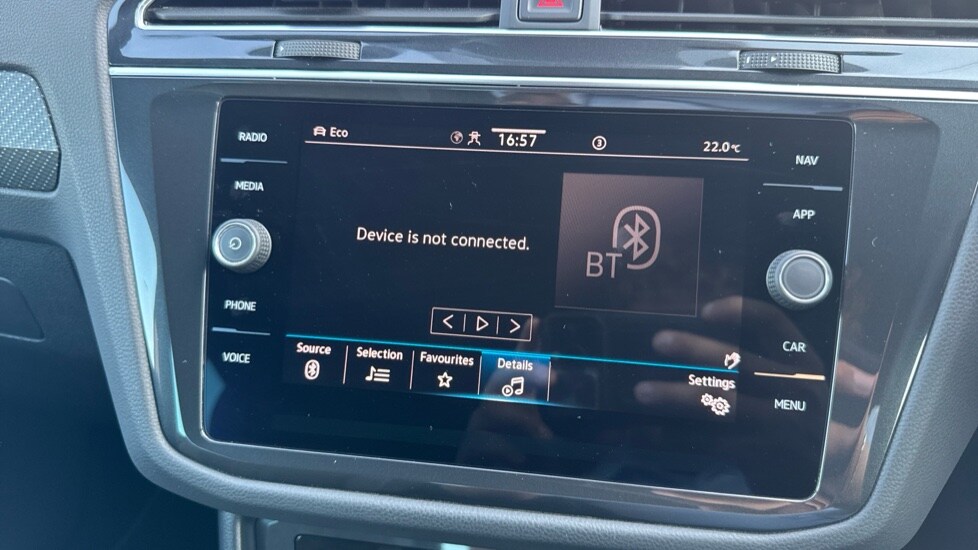 RADIO
MEDIA
PHONE
VOICE
Eco
16:57
3
22.0°C
Device is not connected.
BT
Source
Selection
Favourites
Details
Settings
NAV
APP
CAR
MENU